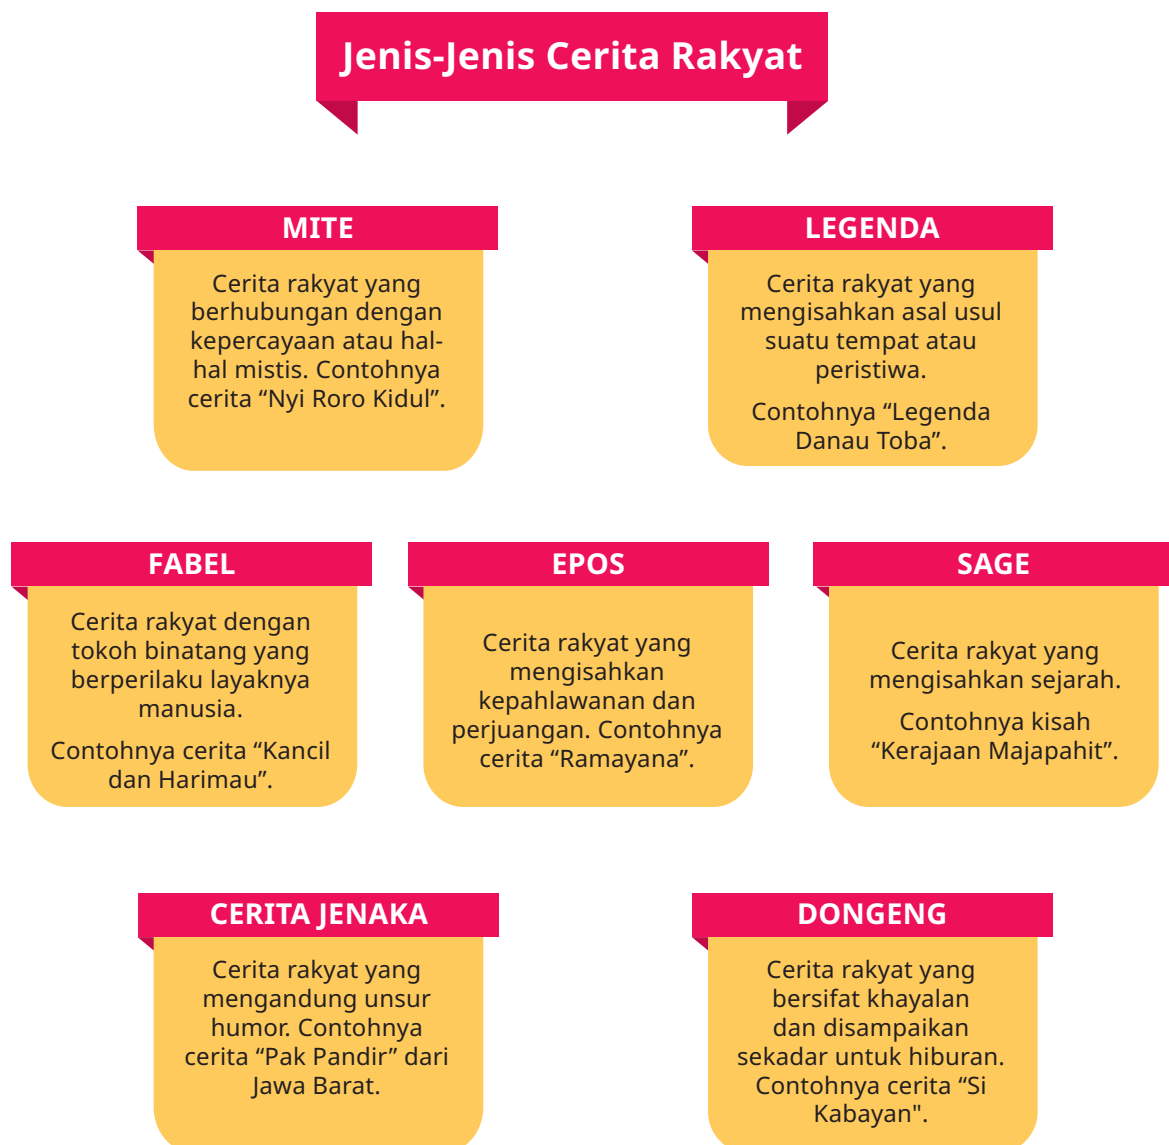 Jenis-Jenis Cerita Rakyat
MITE
Cerita rakyat yang
berhubungan dengan
kepercayaan atau hal-
hal mistis. Contohnya
cerita “Nyi Roro Kidul”.
LEGENDA
Cerita rakyat yang
mengisahkan asal usul
suatu tempat atau
peristiwa.
Contohnya “Legenda
Danau Toba”.
FABEL
Cerita rakyat dengan
tokoh binatang yang
berperilaku layaknya
manusia.
Contohnya cerita “Kancil
dan Harimau”.
EPOS
Cerita rakyat yang
mengisahkan
kepahlawanan dan
perjuangan. Contohnya
cerita “Ramayana”.
SAGE
Cerita rakyat yang
mengisahkan sejarah.
Contohnya kisah
“Kerajaan Majapahit”.
CERITA JENAKA
Cerita rakyat yang
mengandung unsur
humor. Contohnya
cerita “Pak Pandir” dari
Jawa Barat.
DONGENG
Cerita rakyat yang
bersifat khayalan
dan disampaikan
sekadar untuk hiburan.
Contohnya cerita “Si
Kabayan".